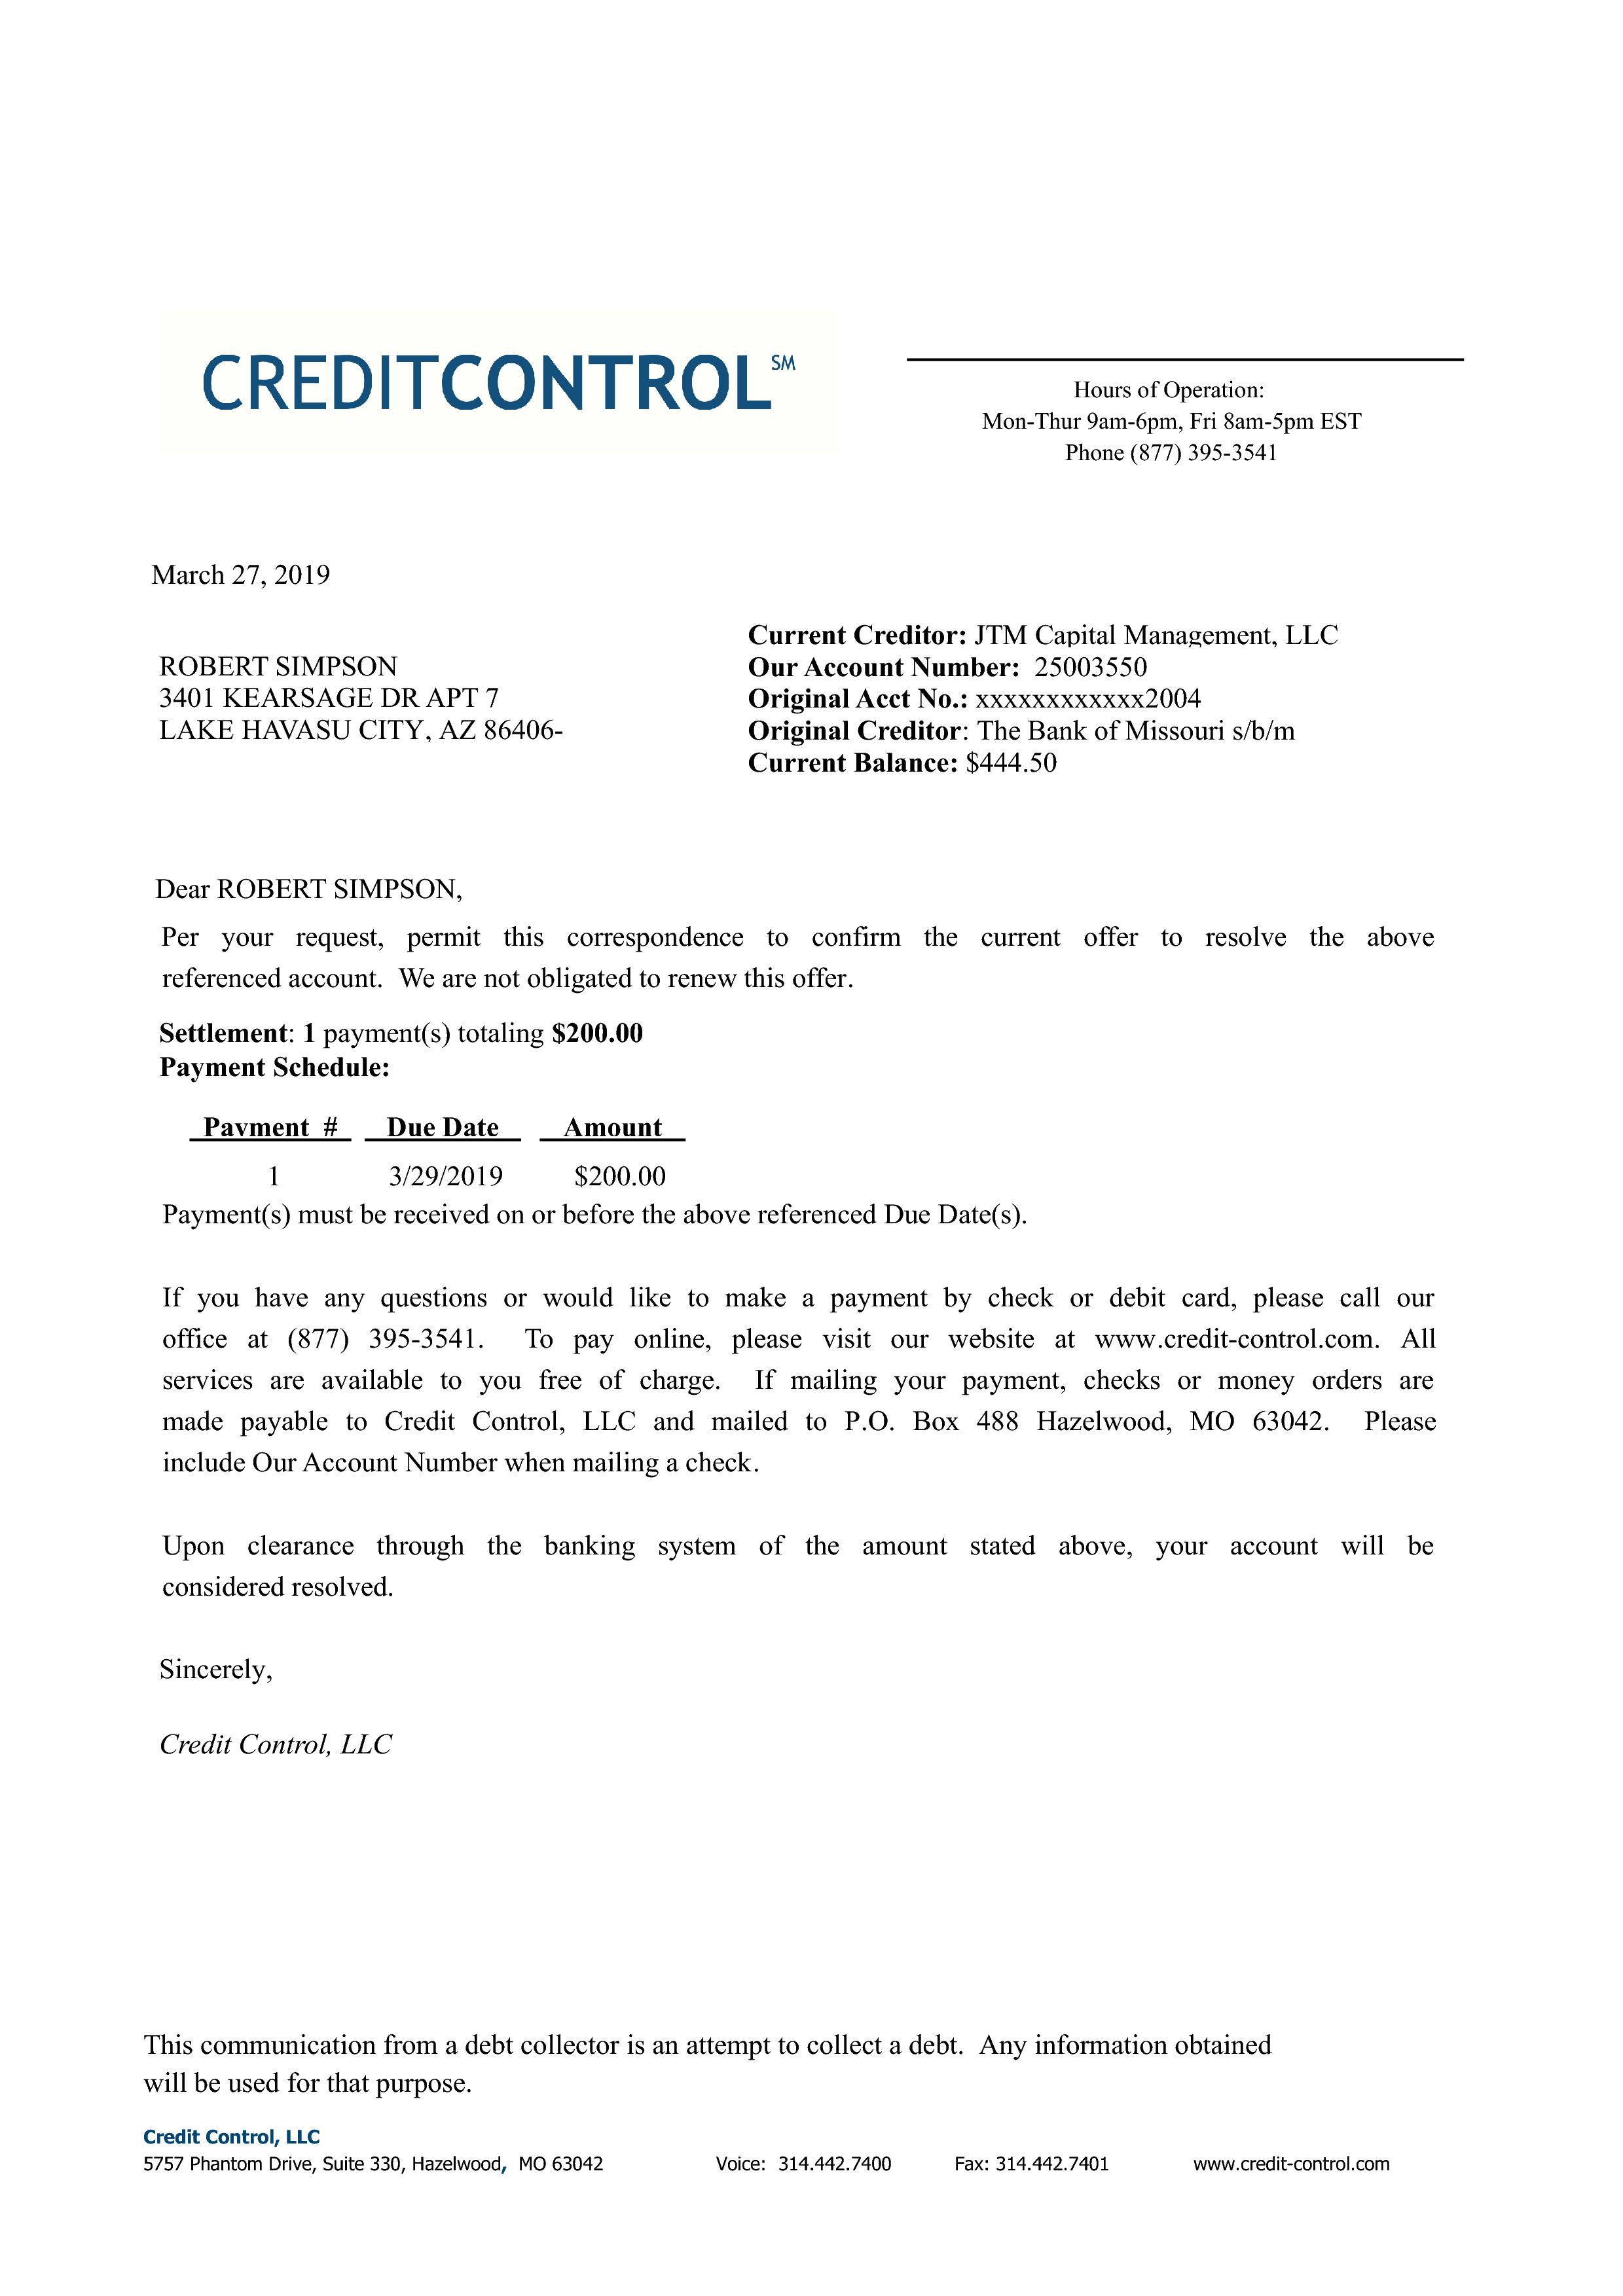 CREDITCONTROL SM
Hours of Operation:
Mon-Thur 9am-6pm, Fri 8am-5pm EST
Phone (877) 395-3541
March 27, 2019
ROBERT SIMPSON
3401 KEARSAGE DR APT 7
LAKE HAVASU CITY, AZ 86406-
Current Creditor: JTM Capital Management, LLC
Our Account Number: 25003550
Original Acct No.: xxxxxxxxxxxx2004
Original Creditor: The Bank of Missouri s/b/m
Current Balance: $444.50
Dear ROBERT SIMPSON,
Per your request, permit this correspondence to confirm the current offer to resolve the above
referenced account. We are not obligated to renew this offer.
Settlement: 1 payment(s) totaling $200.00
Payment Schedule:
Payment # Due Date Amount
1 3/29/2019 $200.00
Payment(s) must be received on or before the above referenced Due Date(s).
If you have any questions or would like to make a payment by check or debit card, please call our
office at (877) 395-3541. To pay online, please visit our website at www.credit-control.com. All
services are available to you free of charge. If mailing your payment, checks or money orders are
made payable to Credit Control, LLC and mailed to P.O. Box 488 Hazelwood, MO 63042. Please
include Our Account Number when mailing a check.
Upon clearance through the banking system of the amount stated above, your account will be
considered resolved.
Sincerely,
Credit Control, LLC
This communication from a debt collector is an attempt to collect a debt. Any information obtained
will be used for that purpose.
Credit Control, LLC
5757 Phantom Drive, Suite 330, Hazelwood, MO 63042 Voice: 314.442.7400 Fax: 314.442.7401 www.credit-control.com